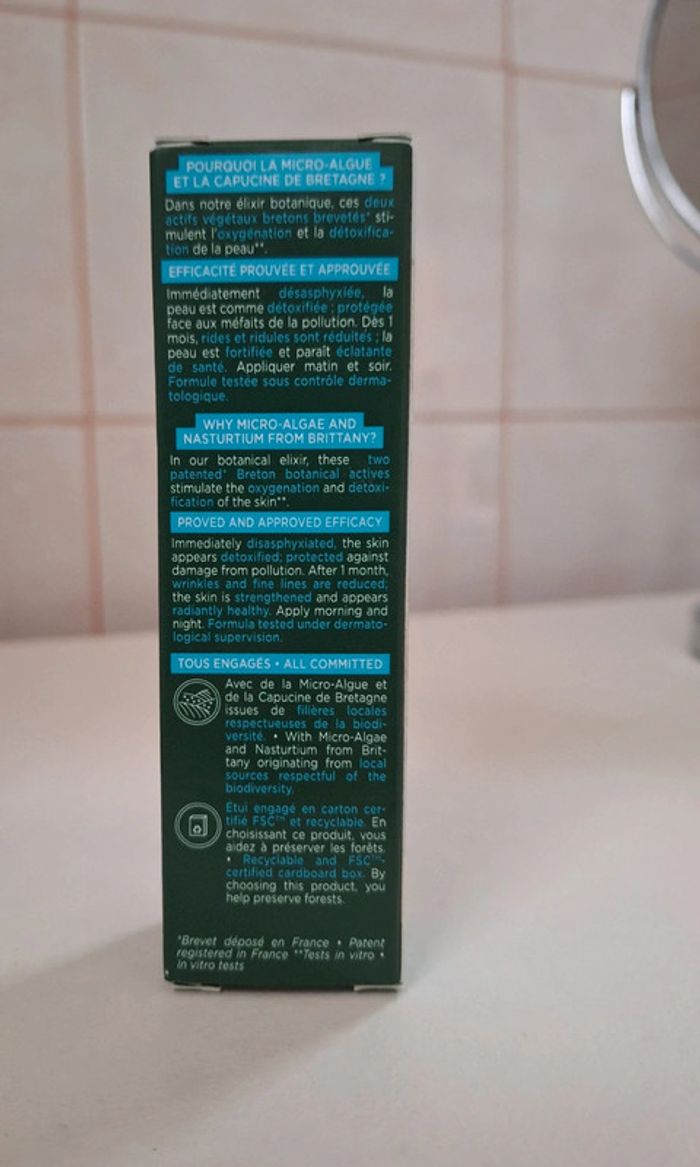 POURQUOI LA MICRO-ALGUE
ET LA CAPUCINE DE BRETAGNE ?
Dans notre élixir botanique, ces deux
actifs végétaux bretons brevetés* sti-
mulent l'oxygénation et la détoxifica-
tion de la peau**.
EFFICACITÉ PROUVÉE ET APPROUVÉE
Immédiatement désasphyxiée, la
peau est comme détoxifiée ; protégée
face aux méfaits de la pollution. Dès 1
mois, rides et ridules sont réduites ; la
peau est fortifiée et paraît éclatante
de santé. Appliquer matin et soir.
Formule testée sous contrôle derma-
tologique.
WHY MICRO-ALGAE AND
NASTURTIUM FROM BRITTANY?
In our botanical elixir, these two
patented* Breton botanical actives
stimulate the oxygenation and detoxi-
fication of the skin**.
PROVED AND APPROVED EFFICACY
Immediately disasphyxiated, the skin
appears detoxified; protected against
damage from pollution. After 1 month,
wrinkles and fine lines are reduced;
the skin is strengthened and appears
radiantly healthy. Apply morning and
night. Formula tested under dermato-
logical supervision.
TOUS ENGAGÉS • ALL COMMITTED
Avec de la Micro-Algue et
de la Capucine de Bretagne
issues de filières locales
respectueuses de la biodi-
versité. • With Micro-Algae
and Nasturtium from Brit-
tany originating from local
sources respectful of the
biodiversity.
Étui engagé en carton cer-
tifié FSC™ et recyclable. En
choisissant ce produit, vous
aidez à préserver les forêts.
• Recyclable and FSC™-
certified cardboard box. By
choosing this product, you
help preserve forests.
*Brevet déposé en France • Patent
registered in France **Tests in vitro •
In vitro tests